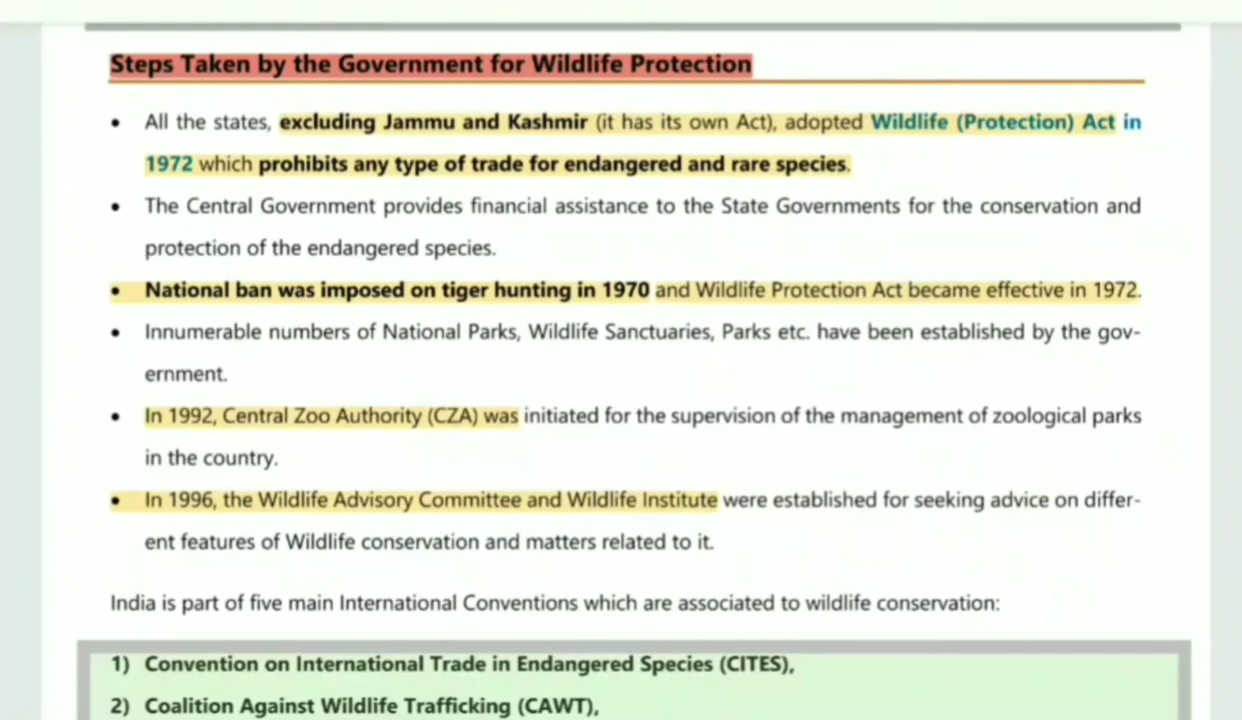 Steps Taken by the Government for Wildlife Protection
• All the states, excluding Jammu and Kashmir (it has its own Act), adopted Wildlife (Protection) Act in
1972 which prohibits any type of trade for endangered and rare species.
• The Central Government provides financial assistance to the State Governments for the conservation and
protection of the endangered species.
• National ban was imposed on tiger hunting in 1970 and Wildlife Protection Act became effective in 1972.
• Innumerable numbers of National Parks, Wildlife Sanctuaries, Parks etc. have been established by the gov-
ernment.
• In 1992, Central Zoo Authority (CZA) was initiated for the supervision of the management of zoological parks
in the country.
• In 1996, the Wildlife Advisory Committee and Wildlife Institute were established for seeking advice on differ-
ent features of Wildlife conservation and matters related to it.
India is part of five main International Conventions which are associated to wildlife conservation:
1) Convention on International Trade in Endangered Species (CITES),
2) Coalition Against Wildlife Trafficking (CAWT),